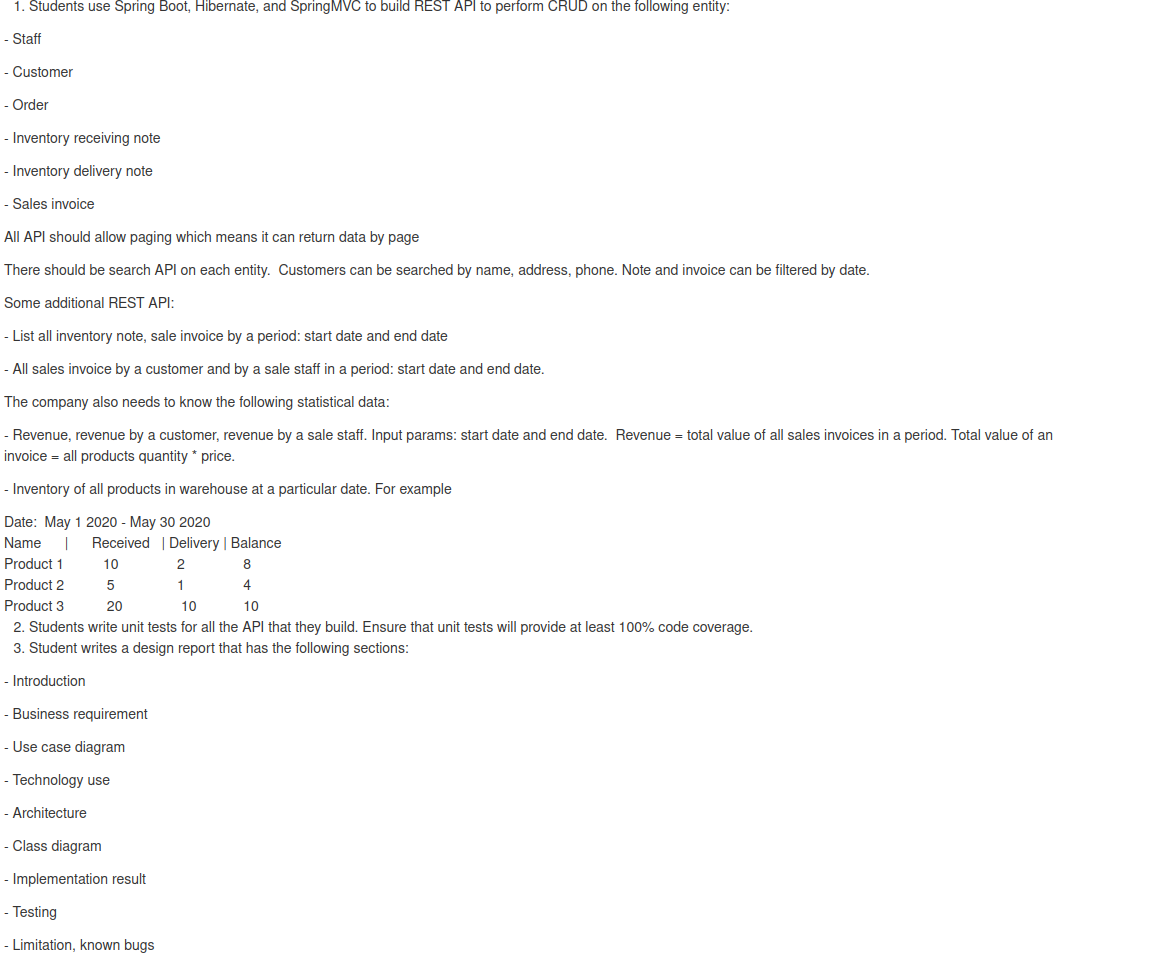 1. Students use Spring Boot, Hibernate, and SpringMVC to build REST API to perform CRUD on the following entity:
- Staff
- Customer
- Order
- Inventory receiving note
- Inventory delivery note
- Sales invoice
All API should allow paging which means it can return data by page
There should be search API on each entity.  Customers can be searched by name, address, phone. Note and invoice can be filtered by date.
Some additional REST API:
- List all inventory note, sale invoice by a period: start date and end date
- All sales invoice by a customer and by a sale staff in a period: start date and end date.
The company also needs to know the following statistical data:
- Revenue, revenue by a customer, revenue by a sale staff. Input params: start date and end date.  Revenue = total value of all sales invoices in a period. Total value of an
invoice = all products quantity * price.
- Inventory of all products in warehouse at a particular date. For example
Date:  May 1 2020 - May 30 2020
Name | Received | Delivery | Balance
Product 1 10 2 8
Product 2 5 1 4
Product 3 20 10 10
2. Students write unit tests for all the API that they build. Ensure that unit tests will provide at least 100% code coverage.
3. Student writes a design report that has the following sections:
- Introduction
- Business requirement
- Use case diagram
- Technology use
- Architecture
- Class diagram
- Implementation result
- Testing
- Limitation, known bugs